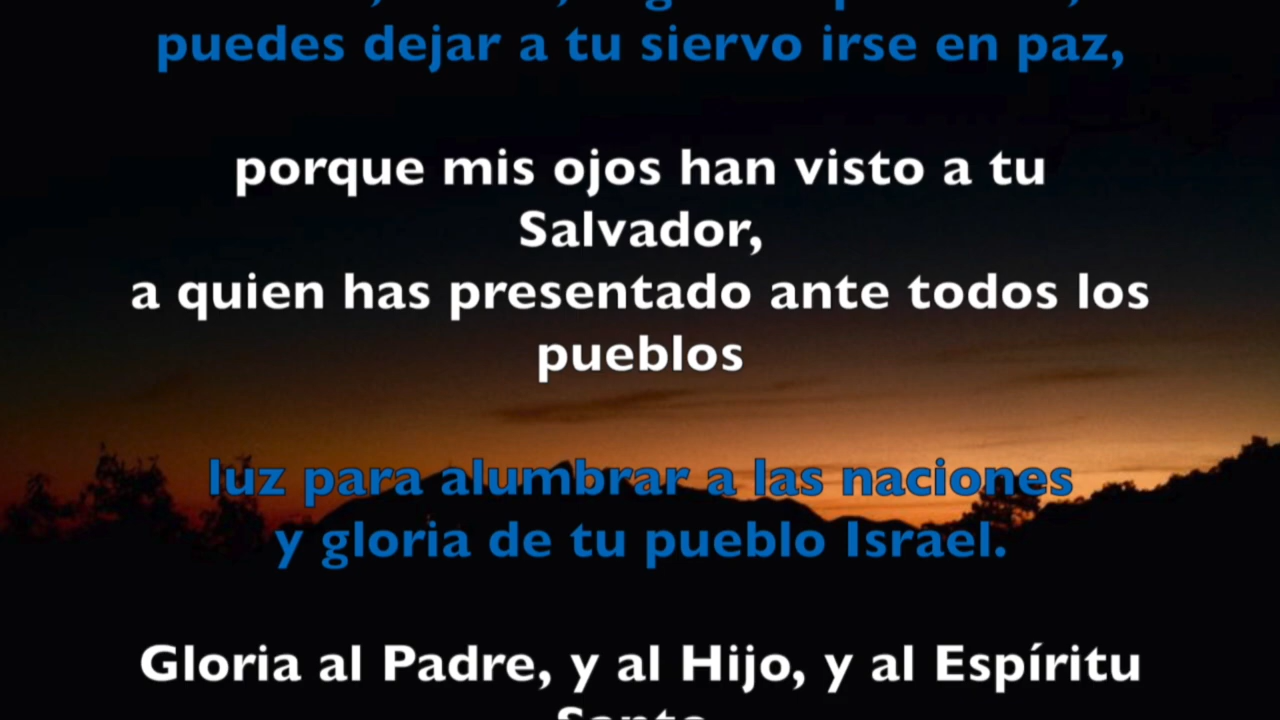 puedes dejar a tu siervo irse en paz,
porque mis ojos han visto a tu
Salvador,
a quien has presentado ante todos los
pueblos
luz para alumbrar a las naciones
y gloria de tu pueblo Israel.
Gloria al Padre, y al Hijo, y al Espíritu